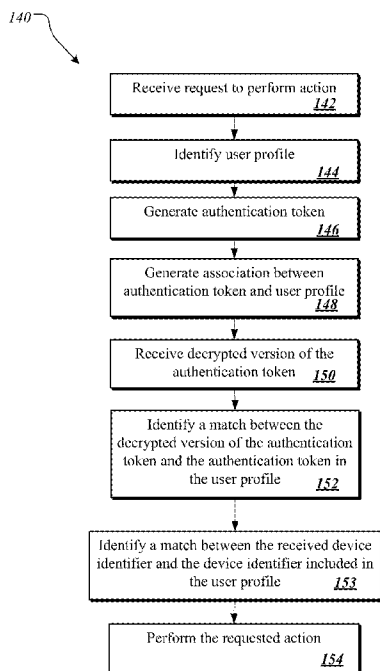 140
Receive request to perform action
142
Identify user profile
144
Generate authentication token
146
Generate association between
authentication token and user profile
148
Receive decrypted version of the
authentication token 150
Identify a match between the
decrypted version of the authentication
token and the authentication token in
the user profile 152
Identify a match between the received device
identifier and the device identifier included in
the user profile 153
Perform the requested action
154